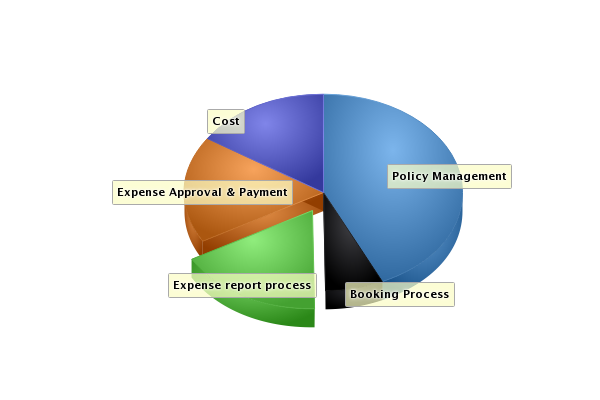 Cost
Policy Management
Expense Approval & Payment
Expense report process
Booking Process